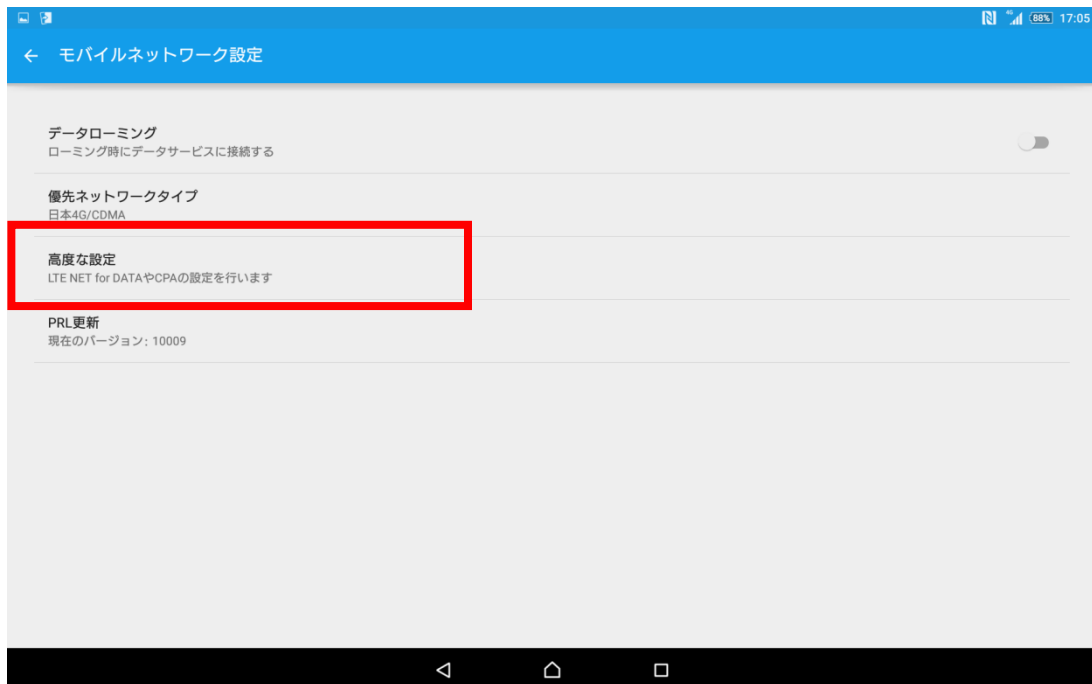 4G 88% 17:05
モバイルネットワーク設定
データローミング
ローミング時にデータサービスに接続する
優先ネットワークタイプ
日本4G/CDMA
高度な設定
LTE NET for DATAやCPAの設定を行います
PRL更新
現在のバージョン: 10009